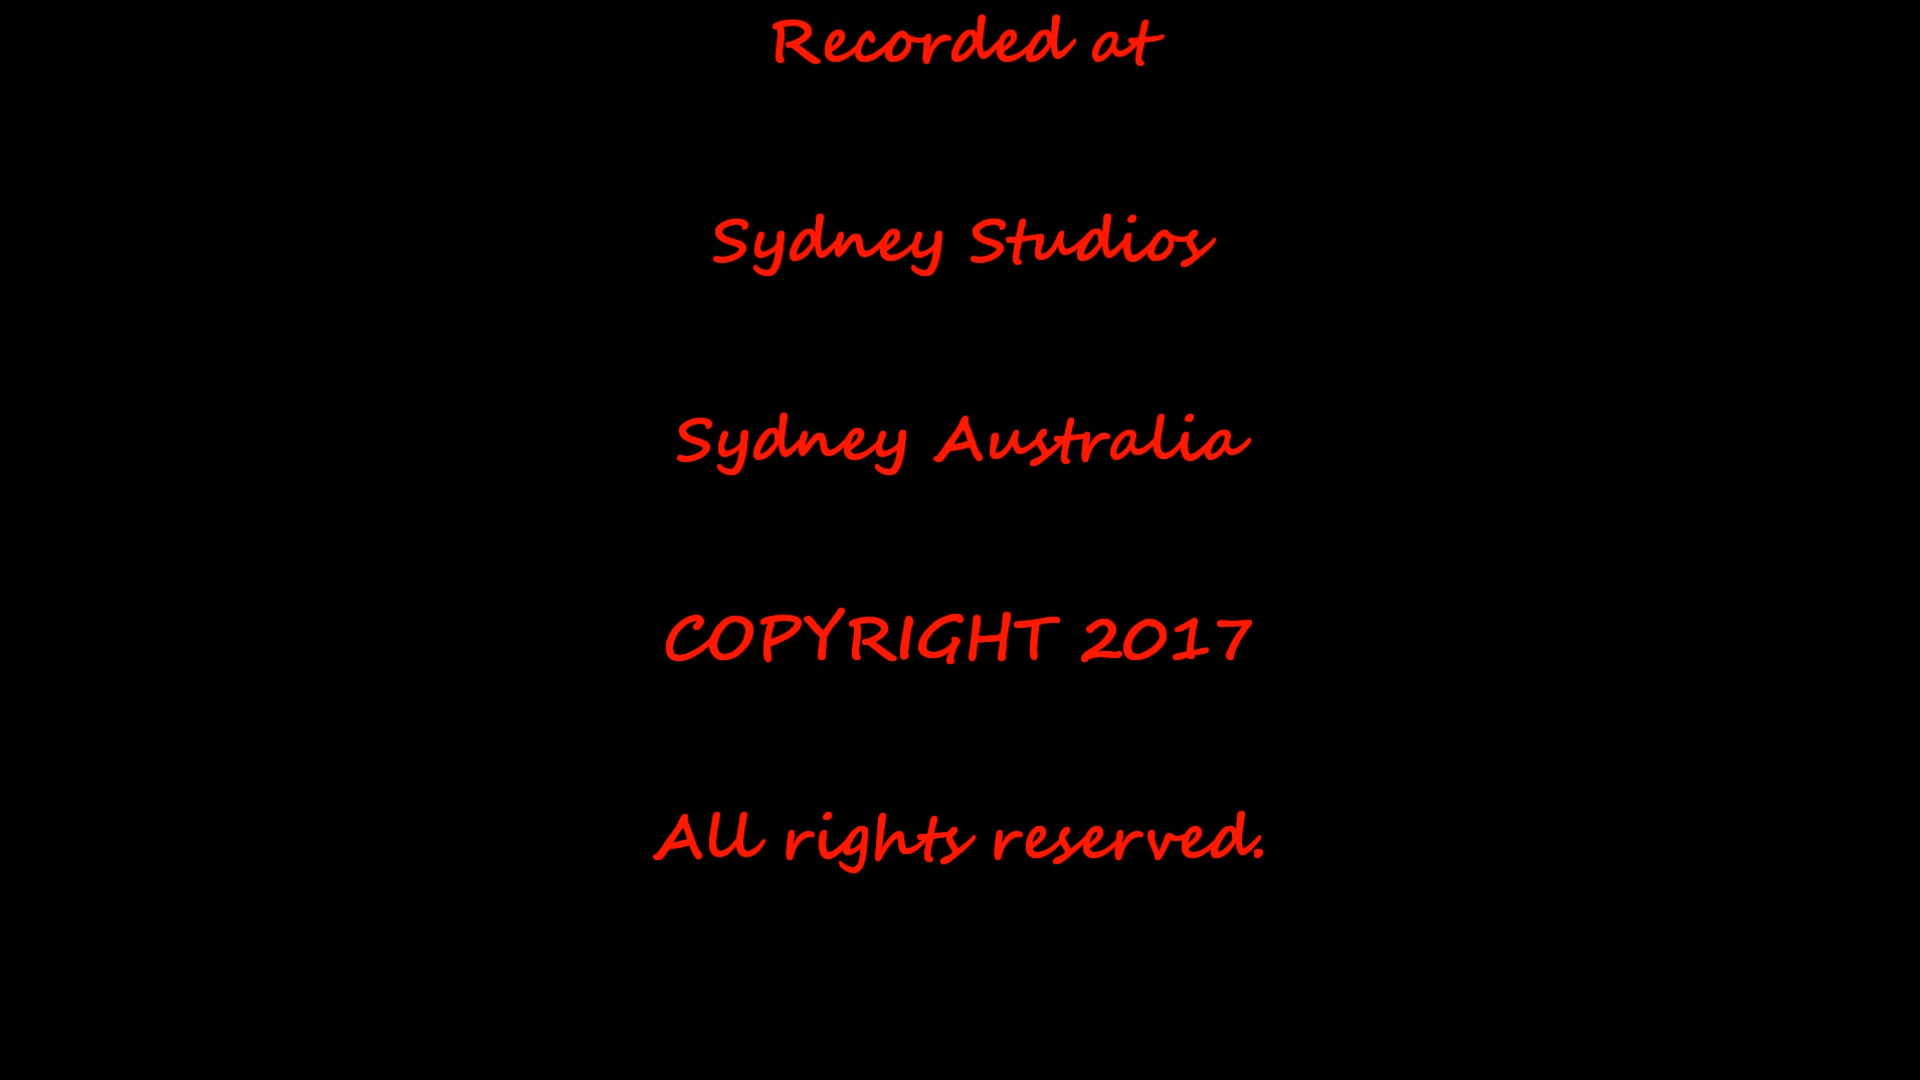 Recorded at
Sydney Studios
Sydney Australia
COPYRIGHT 2017
All rights reserved.